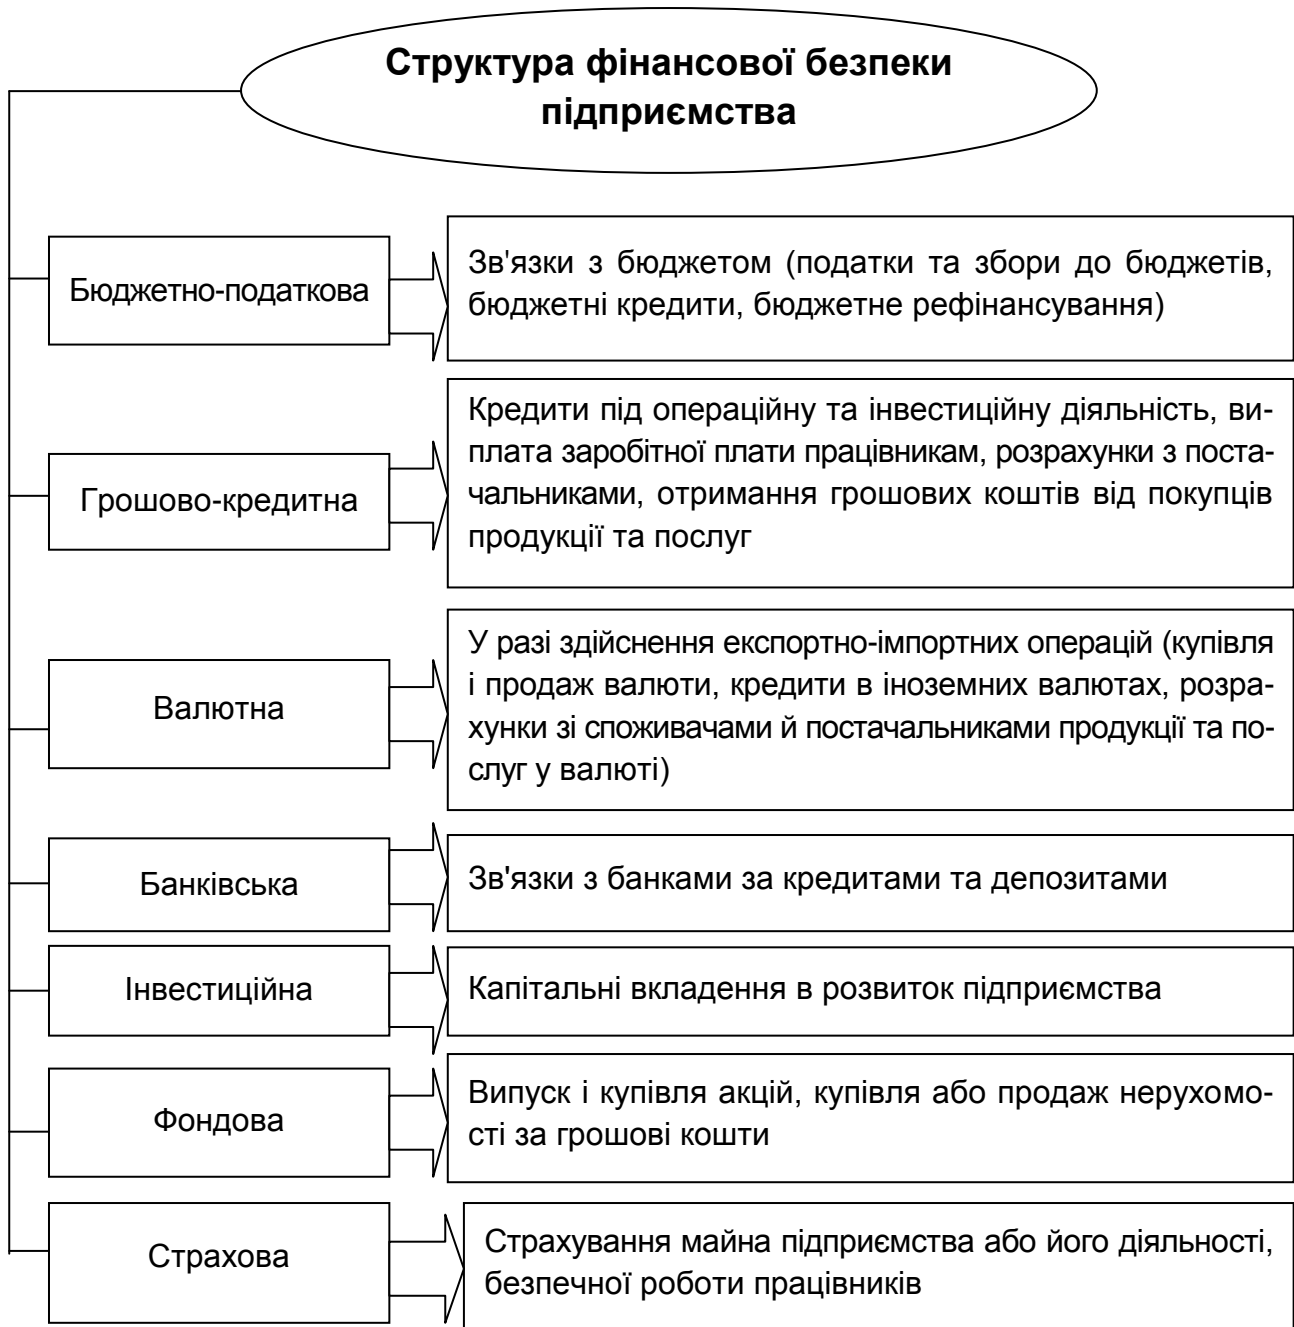 Структура фінансової безпеки
підприємства
Бюджетно-податкова
Зв'язки з бюджетом (податки та збори до бюджетів,
бюджетні кредити, бюджетне рефінансування)
Грошово-кредитна
Кредити під операційну та інвестиційну діяльність, ви-
плата заробітної плати працівникам, розрахунки з поста-
чальниками, отримання грошових коштів від покупців
продукції та послуг
Валютна
У разі здійснення експортно-імпортних операцій (купівля
і продаж валюти, кредити в іноземних валютах, розра-
хунки зі споживачами й постачальниками продукції та по-
слуг у валюті)
Банківська
Зв'язки з банками за кредитами та депозитами
Інвестиційна
Капітальні вкладення в розвиток підприємства
Фондова
Випуск і купівля акцій, купівля або продаж нерухомо-
сті за грошові кошти
Страхова
Страхування майна підприємства або його діяльності,
безпечної роботи працівників